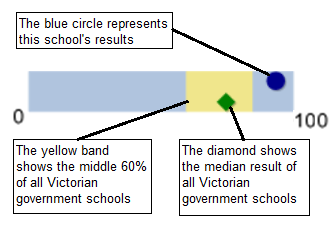 The blue circle represents
this school's results
0
100
The yellow band
shows the middle 60%
of all Victorian
government schools
The diamond shows
the median result of
all Victorian
government schools